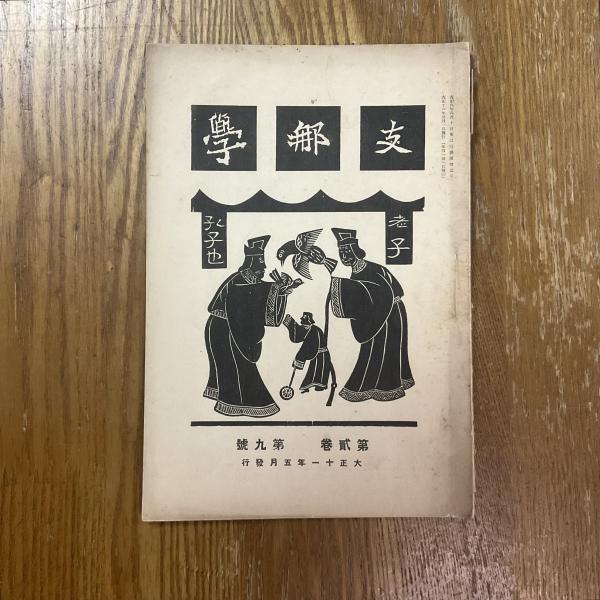 支那學
老子
孔子也
第貳卷 第九號
大正十一年五月發行